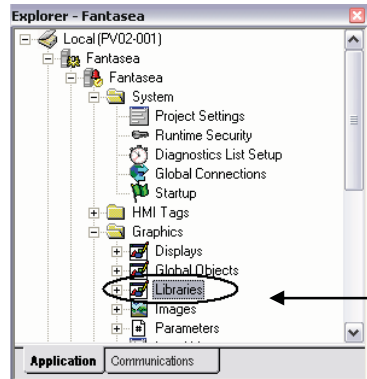 Explorer - Fantasea
Local (PV02-001)
Fantasea
Fantasea
System
Project Settings
Runtime Security
Diagnostics List Setup
Global Connections
Startup
HMI Tags
Graphics
Displays
Global Objects
Libraries
Images
Parameters
Application Communications